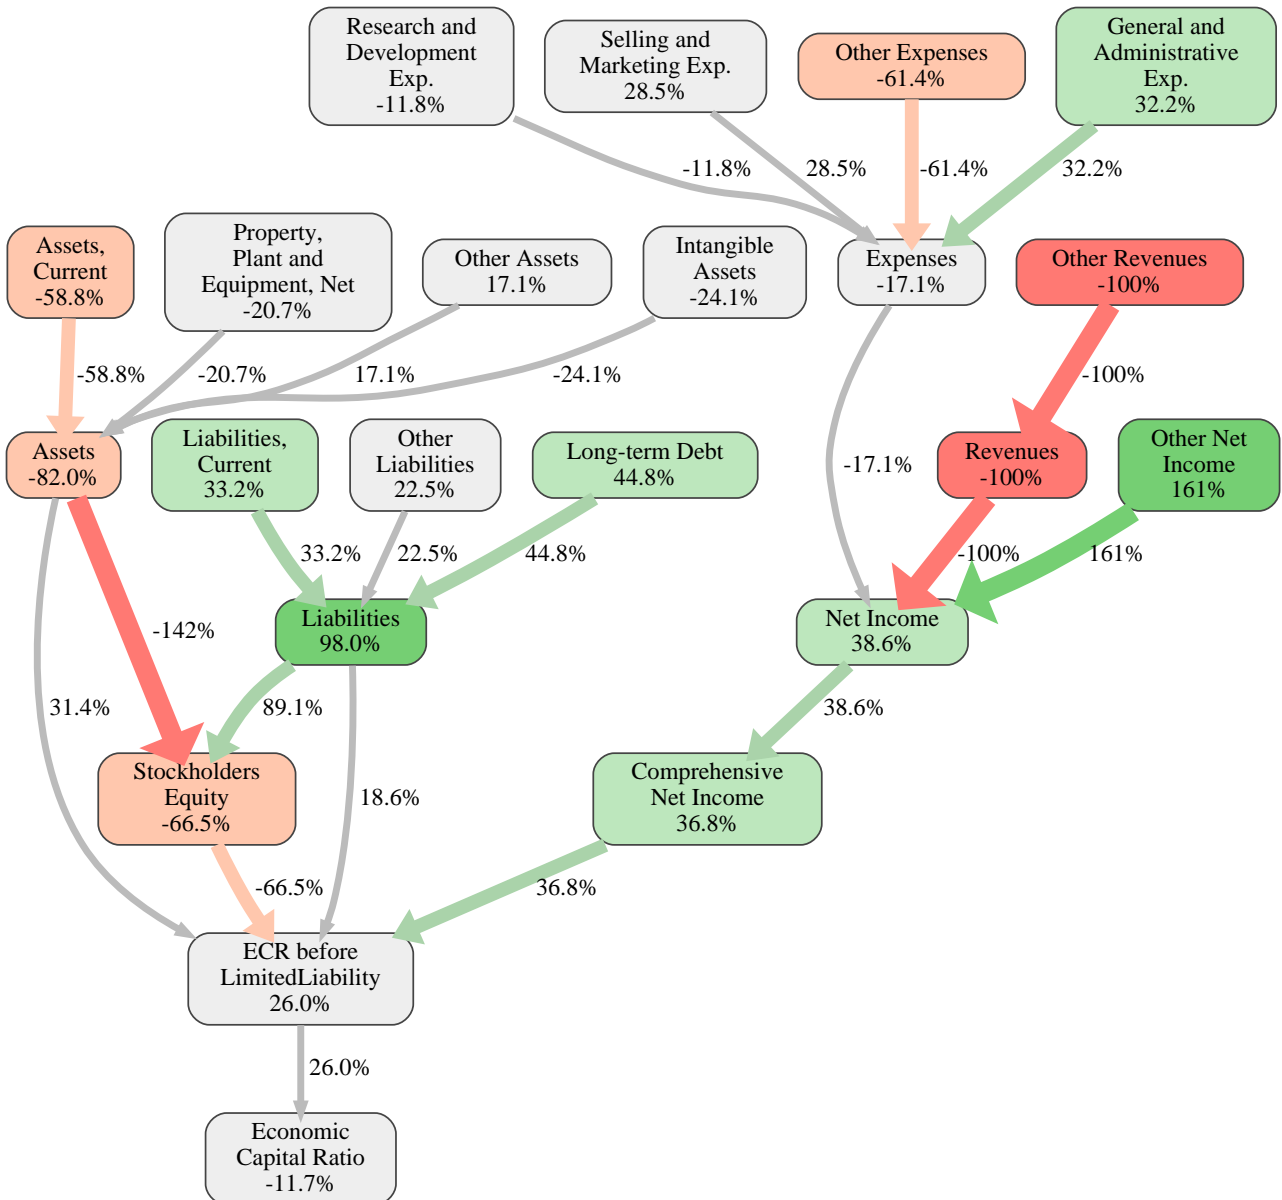 Research and
Development
Exp.
-11.8%
Selling and
Marketing Exp.
28.5%
Other Expenses
-61.4%
General and
Administrative
Exp.
32.2%
-11.8%
28.5%
-61.4%
32.2%
Assets,
Current
-58.8%
Property,
Plant and
Equipment, Net
-20.7%
Other Assets
17.1%
Intangible
Assets
-24.1%
Expenses
-17.1%
Other Revenues
-100%
-58.8%
-20.7%
17.1%
-24.1%
-100%
Assets
-82.0%
Liabilities,
Current
33.2%
Other
Liabilities
22.5%
Long-term Debt
44.8%
-17.1%
Revenues
-100%
Other Net
Income
161%
33.2%
22.5%
44.8%
-100%
161%
-142%
Liabilities
98.0%
Net Income
38.6%
31.4%
89.1%
38.6%
Stockholders
Equity
-66.5%
18.6%
Comprehensive
Net Income
36.8%
-66.5%
36.8%
ECR before
LimitedLiability
26.0%
26.0%
Economic
Capital Ratio
-11.7%